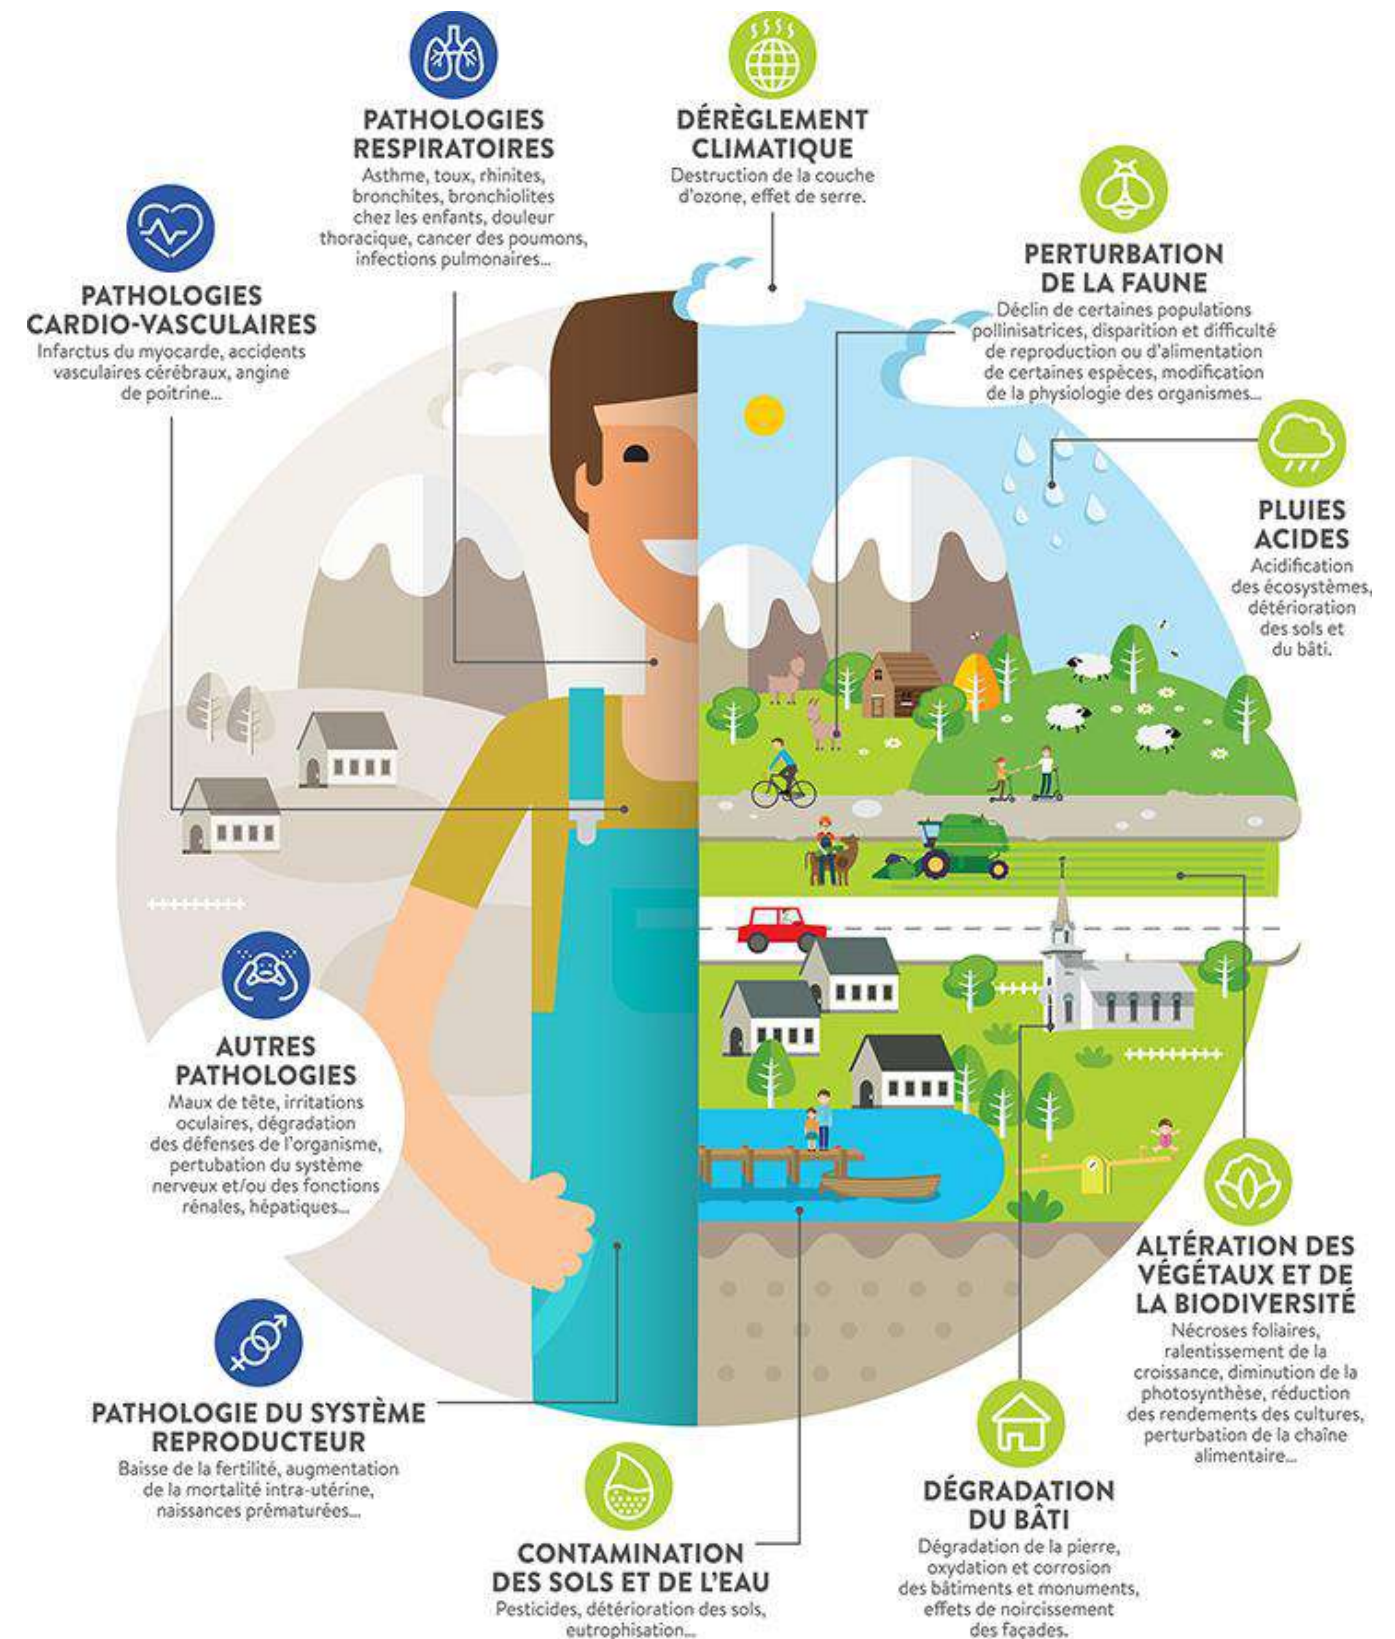 PATHOLOGIES
RESPIRATOIRES
Asthme, toux, rhinites,
bronchites, bronchiolites
chez les enfants, douleur
thoracique, cancer des poumons,
infections pulmonaires...
DÉRÈGLEMENT
CLIMATIQUE
Destruction de la couche
d'ozone, effet de serre.
PERTURBATION
DE LA FAUNE
Déclin de certaines populations
pollinisatrices, disparition et difficulté
de reproduction ou d'alimentation
de certaines espèces, modification
de la physiologie des organismes...
PATHOLOGIES
CARDIO-VASCULAIRES
Infarctus du myocarde, accidents
vasculaires cérébraux, angine
de poitrine...
PLUIES
ACIDES
Acidification
des écosystèmes,
détérioration
des sols et
du bâti.
AUTRES
PATHOLOGIES
Maux de tête, irritations
oculaires, dégradation
des défenses de l'organisme,
pertubation du système
nerveux et/ou des fonctions
rénales, hépatiques...
ALTÉRATION DES
VÉGÉTAUX ET DE
LA BIODIVERSITÉ
Nécroses foliaires,
ralentissement de la
croissance, diminution de la
photosynthèse, réduction
des rendements des cultures,
perturbation de la chaîne
alimentaire...
PATHOLOGIE DU SYSTÈME
REPRODUCTEUR
Baisse de la fertilité, augmentation
de la mortalité intra-utérine,
naissances prématurées...
CONTAMINATION
DES SOLS ET DE L'EAU
Pesticides, détérioration des sols,
eutrophisation...
DÉGRADATION
DU BÂTI
Dégradation de la pierre,
oxydation et corrosion
des bâtiments et monuments,
effets de noircissement
des façades.